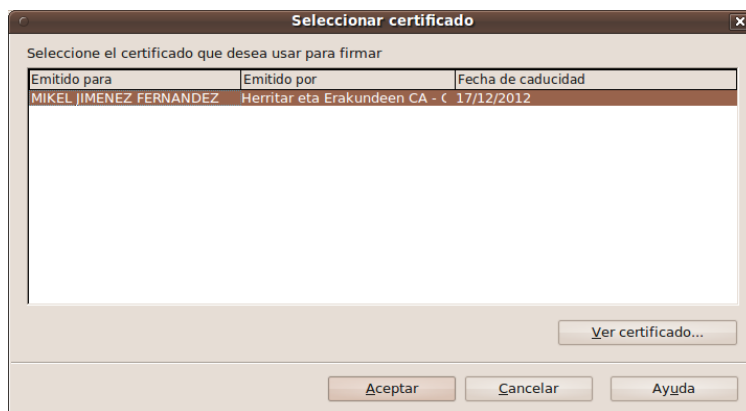 Seleccionar certificado
Seleccione el certificado que desea usar para firmar
Emitido para Emitido por Fecha de caducidad
MIKEL JIMENEZ FERNANDEZ Herritar eta Erakundeen CA - C 17/12/2012
Ver certificado...
Aceptar Cancelar Ayuda